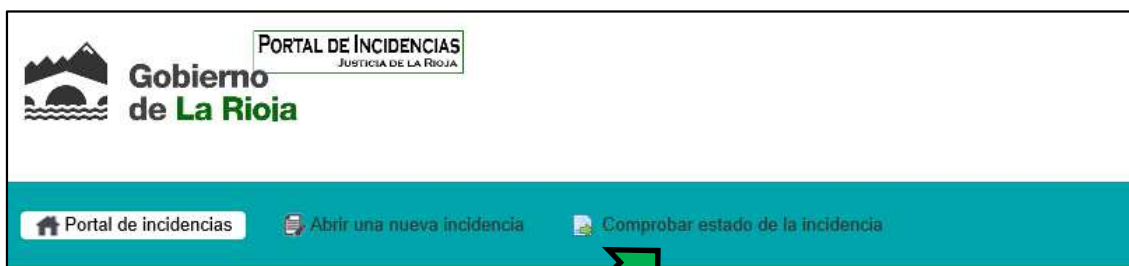 PORTAL DE INCIDENCIAS
JUSTICIA DE LA RIOJA
Gobierno
de La Rioja
Portal de incidencias
Abrir una nueva incidencia
Comprobar estado de la incidencia